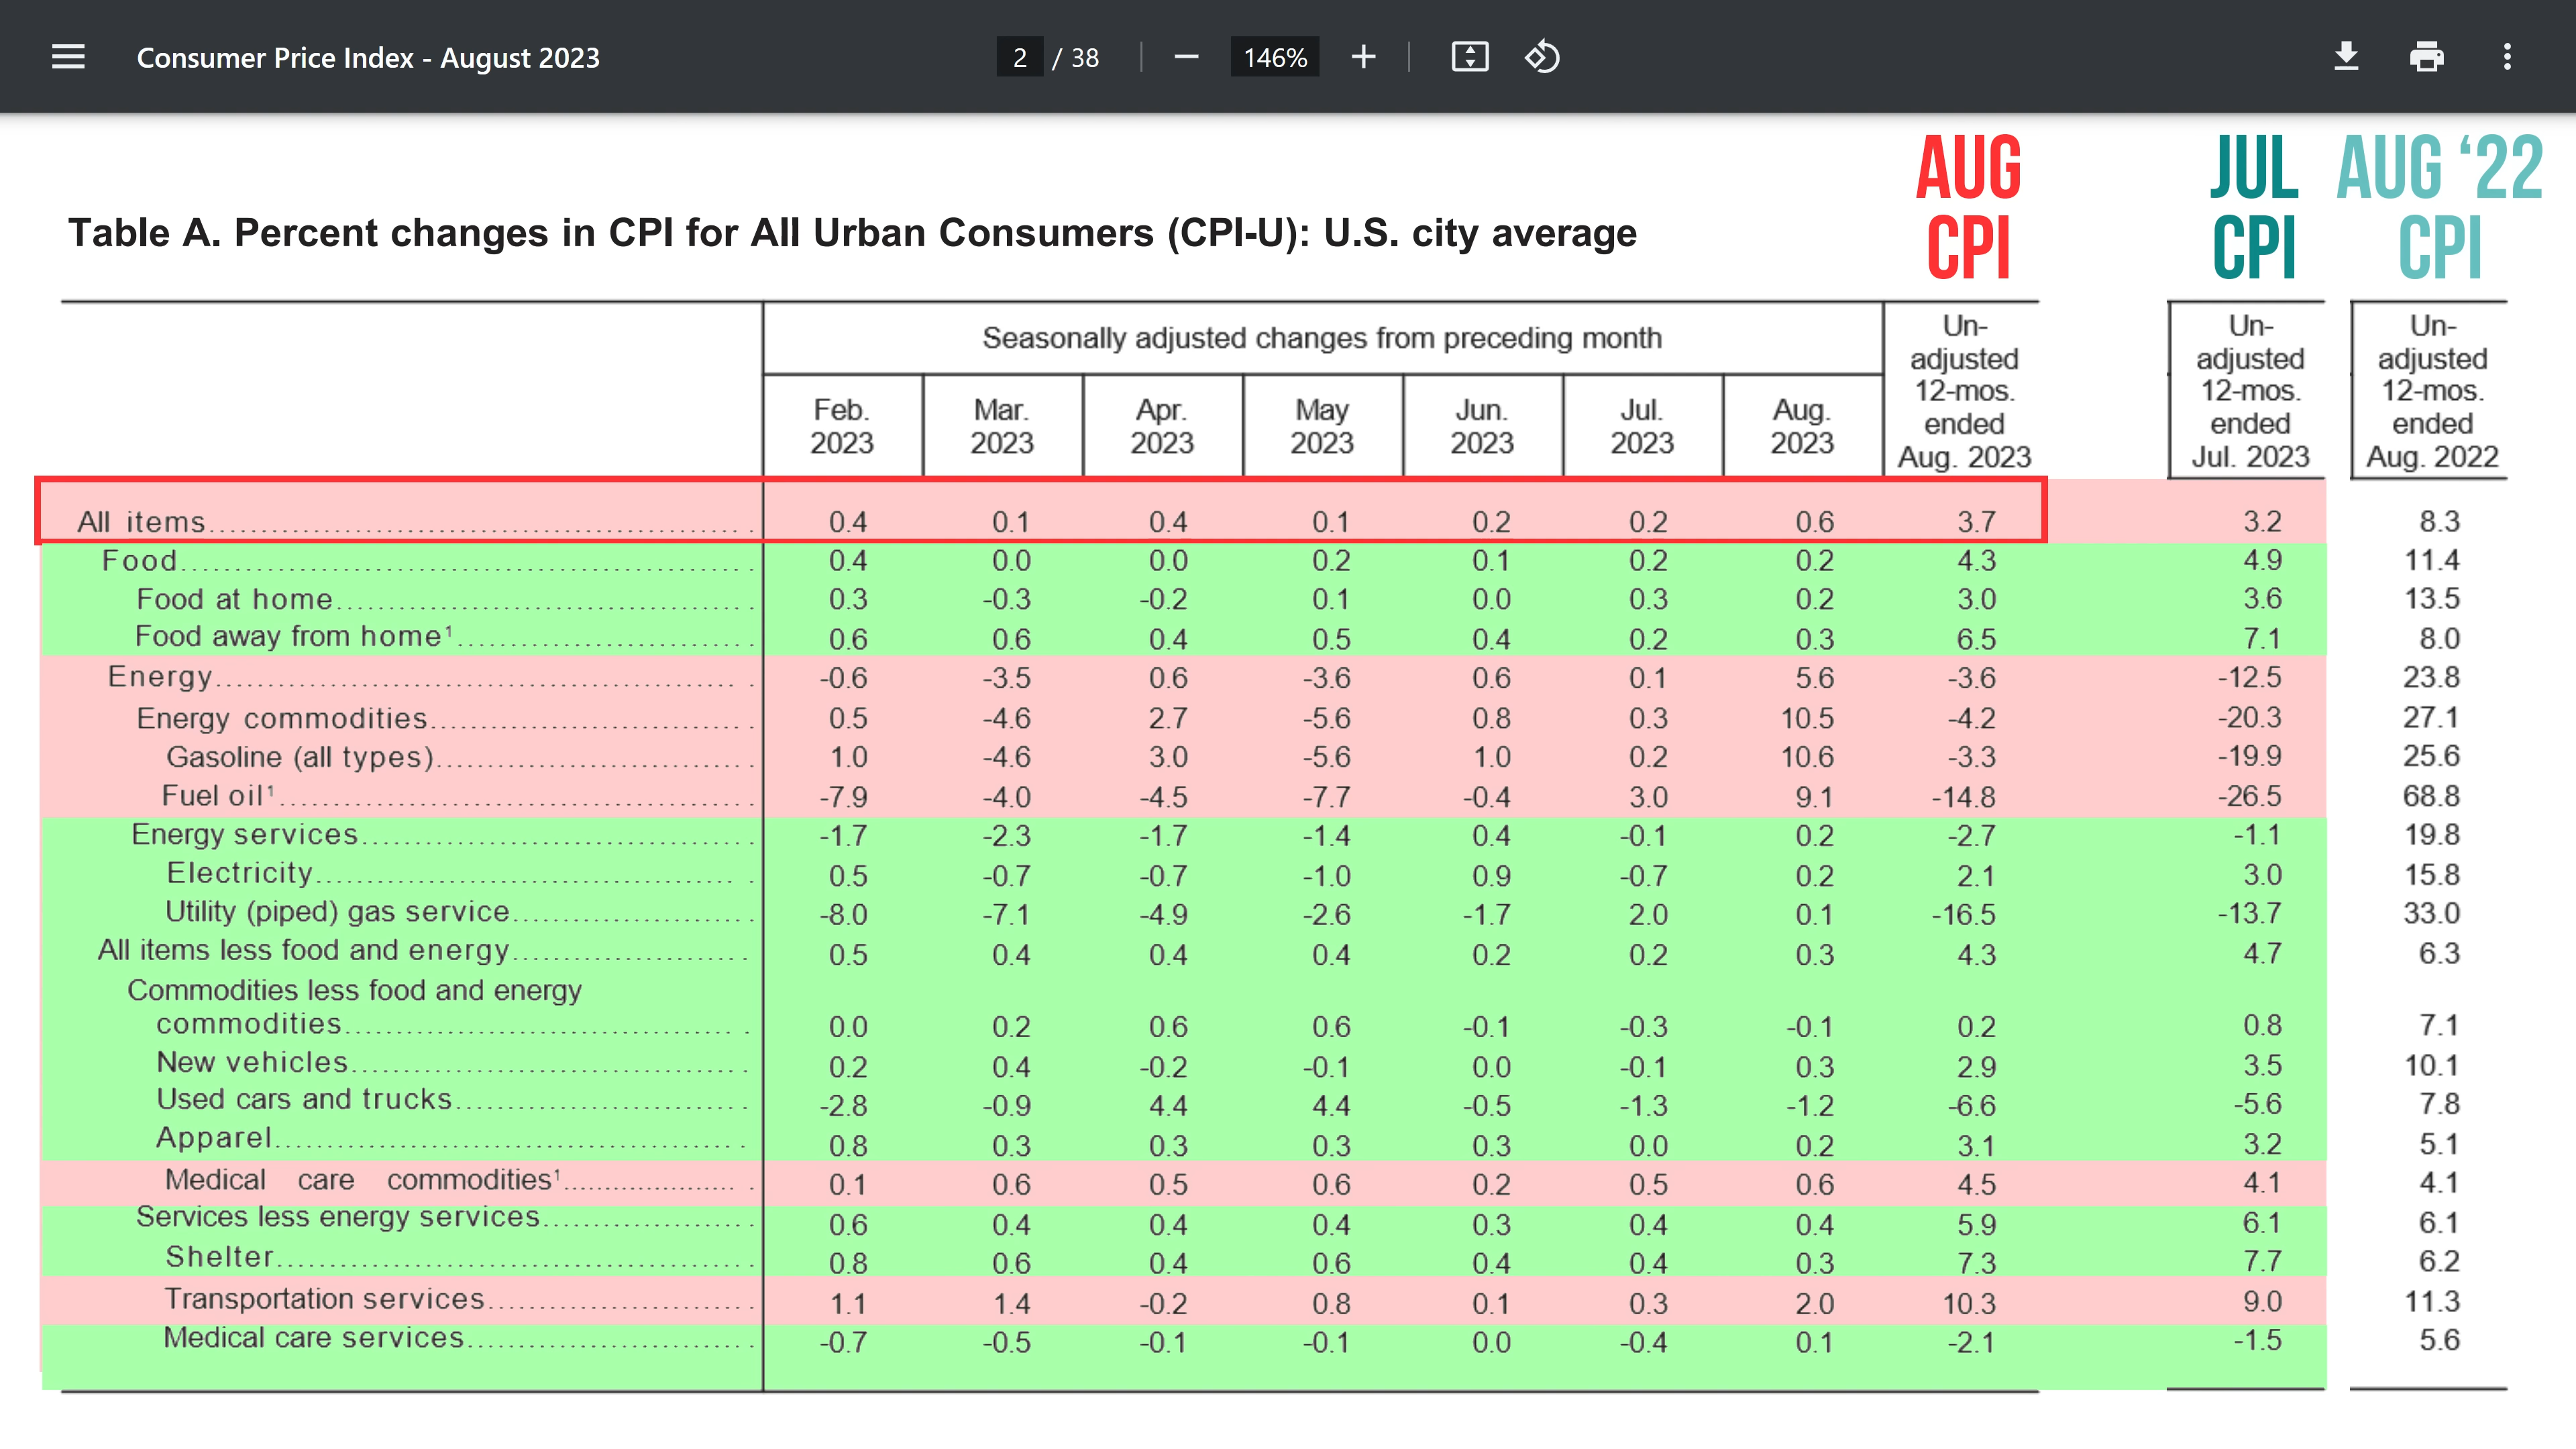 Consumer Price Index - August 2023
2 / 38
146%
AUG CPI
JUL CPI
AUG ‘22 CPI
Table A. Percent changes in CPI for All Urban Consumers (CPI-U): U.S. city average
Seasonally adjusted changes from preceding month
Feb. 2023
Mar. 2023
Apr. 2023
May 2023
Jun. 2023
Jul. 2023
Aug. 2023
Un-adjusted 12-mos. ended Aug. 2023
Un-adjusted 12-mos. ended Jul. 2023
Un-adjusted 12-mos. ended Aug. 2022
All items 0.4 0.1 0.4 0.1 0.2 0.2 0.6 3.7 3.2 8.3
Food 0.4 0.0 0.0 0.2 0.1 0.2 0.2 4.3 4.9 11.4
Food at home 0.3 -0.3 -0.2 0.1 0.0 0.3 0.2 3.0 3.6 13.5
Food away from home¹ 0.6 0.6 0.4 0.5 0.4 0.2 0.3 6.5 7.1 8.0
Energy -0.6 -3.5 0.6 -3.6 0.6 0.1 5.6 -3.6 -12.5 23.8
Energy commodities 0.5 -4.6 2.7 -5.6 0.8 0.3 10.5 -4.2 -20.3 27.1
Gasoline (all types) 1.0 -4.6 3.0 -5.6 1.0 0.2 10.6 -3.3 -19.9 25.6
Fuel oil¹ -7.9 -4.0 -4.5 -7.7 -0.4 3.0 9.1 -14.8 -26.5 68.8
Energy services -1.7 -2.3 -1.7 -1.4 0.4 -0.1 0.2 -2.7 -1.1 19.8
Electricity 0.5 -0.7 -0.7 -1.0 0.9 -0.7 0.2 2.1 3.0 15.8
Utility (piped) gas service -8.0 -7.1 -4.9 -2.6 -1.7 2.0 0.1 -16.5 -13.7 33.0
All items less food and energy 0.5 0.4 0.4 0.4 0.2 0.2 0.3 4.3 4.7 6.3
Commodities less food and energy
commodities 0.0 0.2 0.6 0.6 -0.1 -0.3 -0.1 0.2 0.8 7.1
New vehicles 0.2 0.4 -0.2 -0.1 0.0 -0.1 0.3 2.9 3.5 10.1
Used cars and trucks -2.8 -0.9 4.4 4.4 -0.5 -1.3 -1.2 -6.6 -5.6 7.8
Apparel 0.8 0.3 0.3 0.3 0.3 0.0 0.2 3.1 3.2 5.1
Medical care commodities¹ 0.1 0.6 0.5 0.6 0.2 0.5 0.6 4.5 4.1 4.1
Services less energy services 0.6 0.4 0.4 0.4 0.3 0.4 0.4 5.9 6.1 6.1
Shelter 0.8 0.6 0.4 0.6 0.4 0.4 0.3 7.3 7.7 6.2
Transportation services 1.1 1.4 -0.2 0.8 0.1 0.3 2.0 10.3 9.0 11.3
Medical care services -0.7 -0.5 -0.1 -0.1 0.0 -0.4 0.1 -2.1 -1.5 5.6